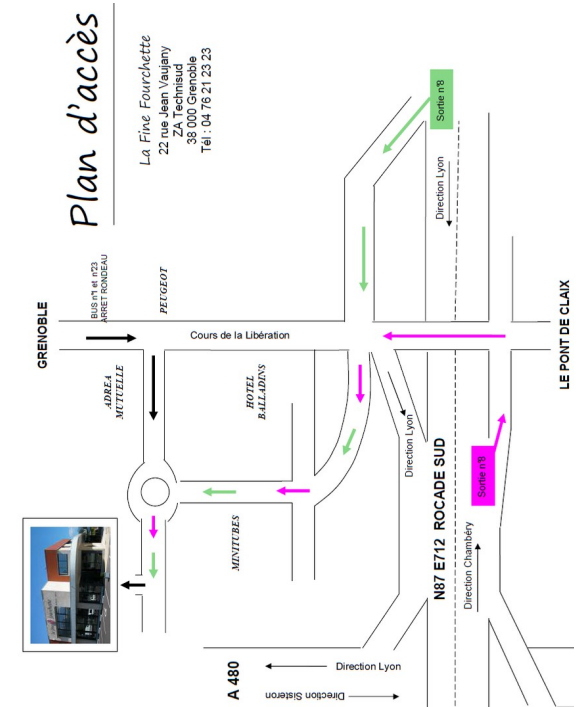 Plan d'accès
La Fine Fourchette
22 rue Jean Vaujany
ZA Technisud
38 000 Grenoble
Tél : 04 76 21 23 23
GRENOBLE
BUS n°1 et n°23
ARRET RONDEAU
PEUGEOT
ADREA
MUTUELLE
Cours de la Libération
HOTEL
BALLADINS
MINITUBES
Sortie n°8
Direction Lyon
Direction Lyon
N87 E712 ROCADE SUD
Sortie n°8
Direction Chambéry
LE PONT DE CLAIX
A 480
Direction Lyon
Direction Sisteron